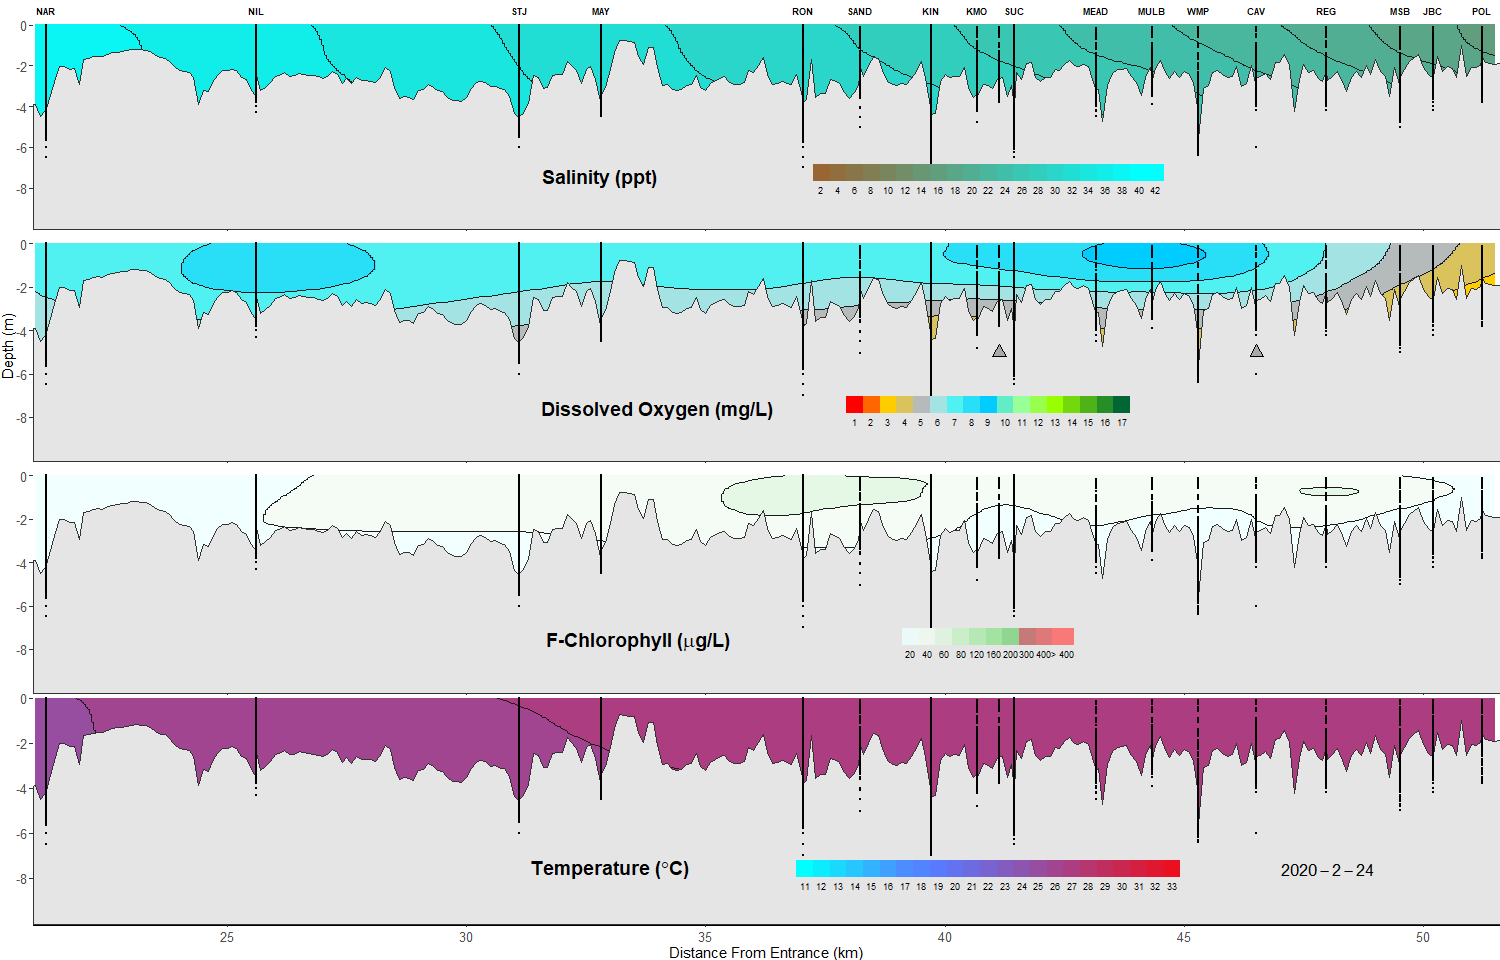 NAR NIL STJ MAY RON SAND KIN KMO SUC MEAD MULB WMP CAV REG MSB JBC POL
0
-2
-4
-6
-8
Salinity (ppt)
2 4 6 8 10 12 14 16 18 20 22 24 26 28 30 32 34 36 38 40 42
0
-2
-4
-6
-8
Depth (m)
Dissolved Oxygen (mg/L)
1 2 3 4 5 6 7 8 9 10 11 12 13 14 15 16 17
0
-2
-4
-6
-8
F-Chlorophyll (μg/L)
20 40 60 80 120 160 200 300 400 > 400
0
-2
-4
-6
-8
Temperature (°C)
11 12 13 14 15 16 17 18 19 20 21 22 23 24 25 26 27 28 29 30 31 32 33
2020 – 2 – 24
25 30 35 40 45 50
Distance From Entrance (km)